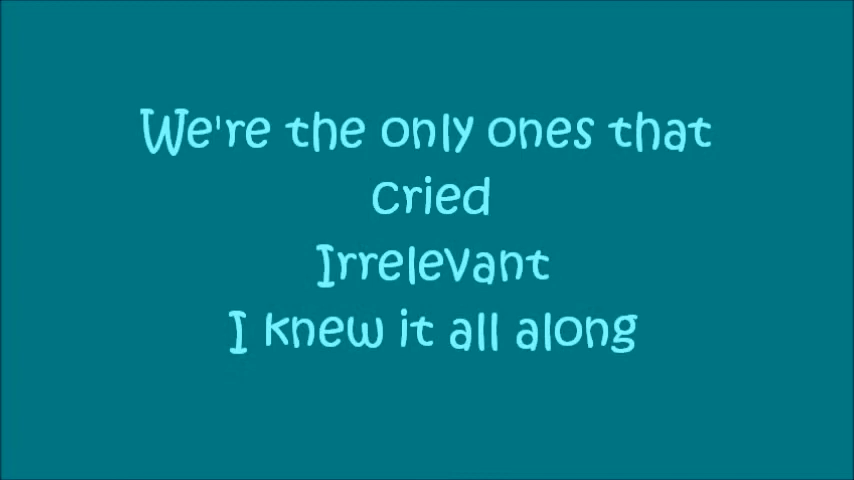 We're the only ones that
cried
Irrelevant
I knew it all along